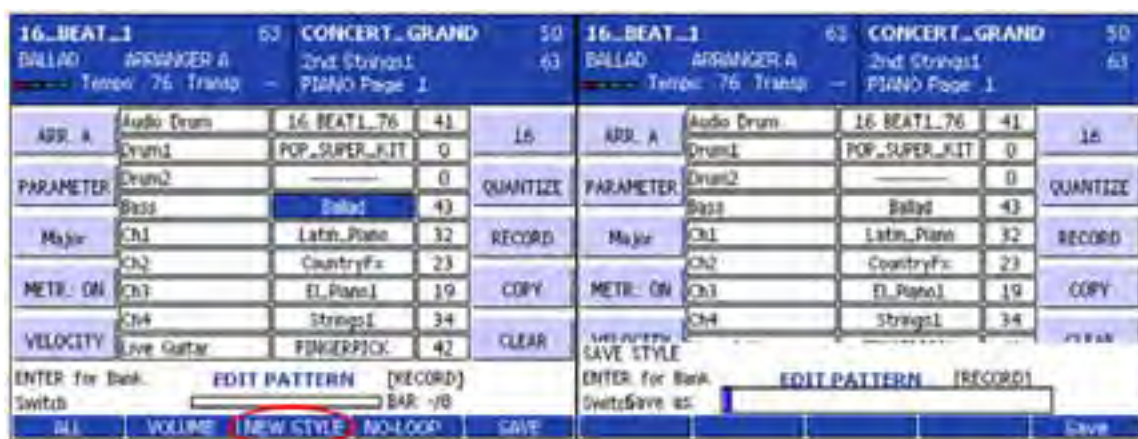 16_BEAT_1 63 CONCERT_GRAND 50
BALLAD ARRANGER A 2nd Strings1 63
Tempo: 76 Transp -- PIANO Page 1
ARR. A
PARAMETER
Major
METR.: ON
VELOCITY
Audio Drum 16 BEAT1_76 41
Drum1 POP_SUPER_KIT 0
Drum2 -------- 0
Bass Ballad 43
Ch1 Latin_Piano 32
Ch2 CountryFx 23
Ch3 El_Piano1 19
Ch4 Strings1 34
Live Guitar FINGERPICK 42
16
QUANTIZE
RECORD
COPY
CLEAR
ENTER for Bank EDIT PATTERN [RECORD]
Switch BAR -/8
ALL VOLUME NEW STYLE NO-LOOP SAVE
16_BEAT_1 63 CONCERT_GRAND 50
BALLAD ARRANGER A 2nd Strings1 63
Tempo: 76 Transp -- PIANO Page 1
ARR. A
PARAMETER
Major
METR.: ON
VELOCITY
Audio Drum 16 BEAT1_76 41
Drum1 POP_SUPER_KIT 0
Drum2 -------- 0
Bass Ballad 43
Ch1 Latin_Piano 32
Ch2 CountryFx 23
Ch3 El_Piano1 19
Ch4 Strings1 34
16
QUANTIZE
RECORD
COPY
CLEAR
SAVE STYLE
ENTER for Bank EDIT PATTERN [RECORD]
Switch Save as:
Save